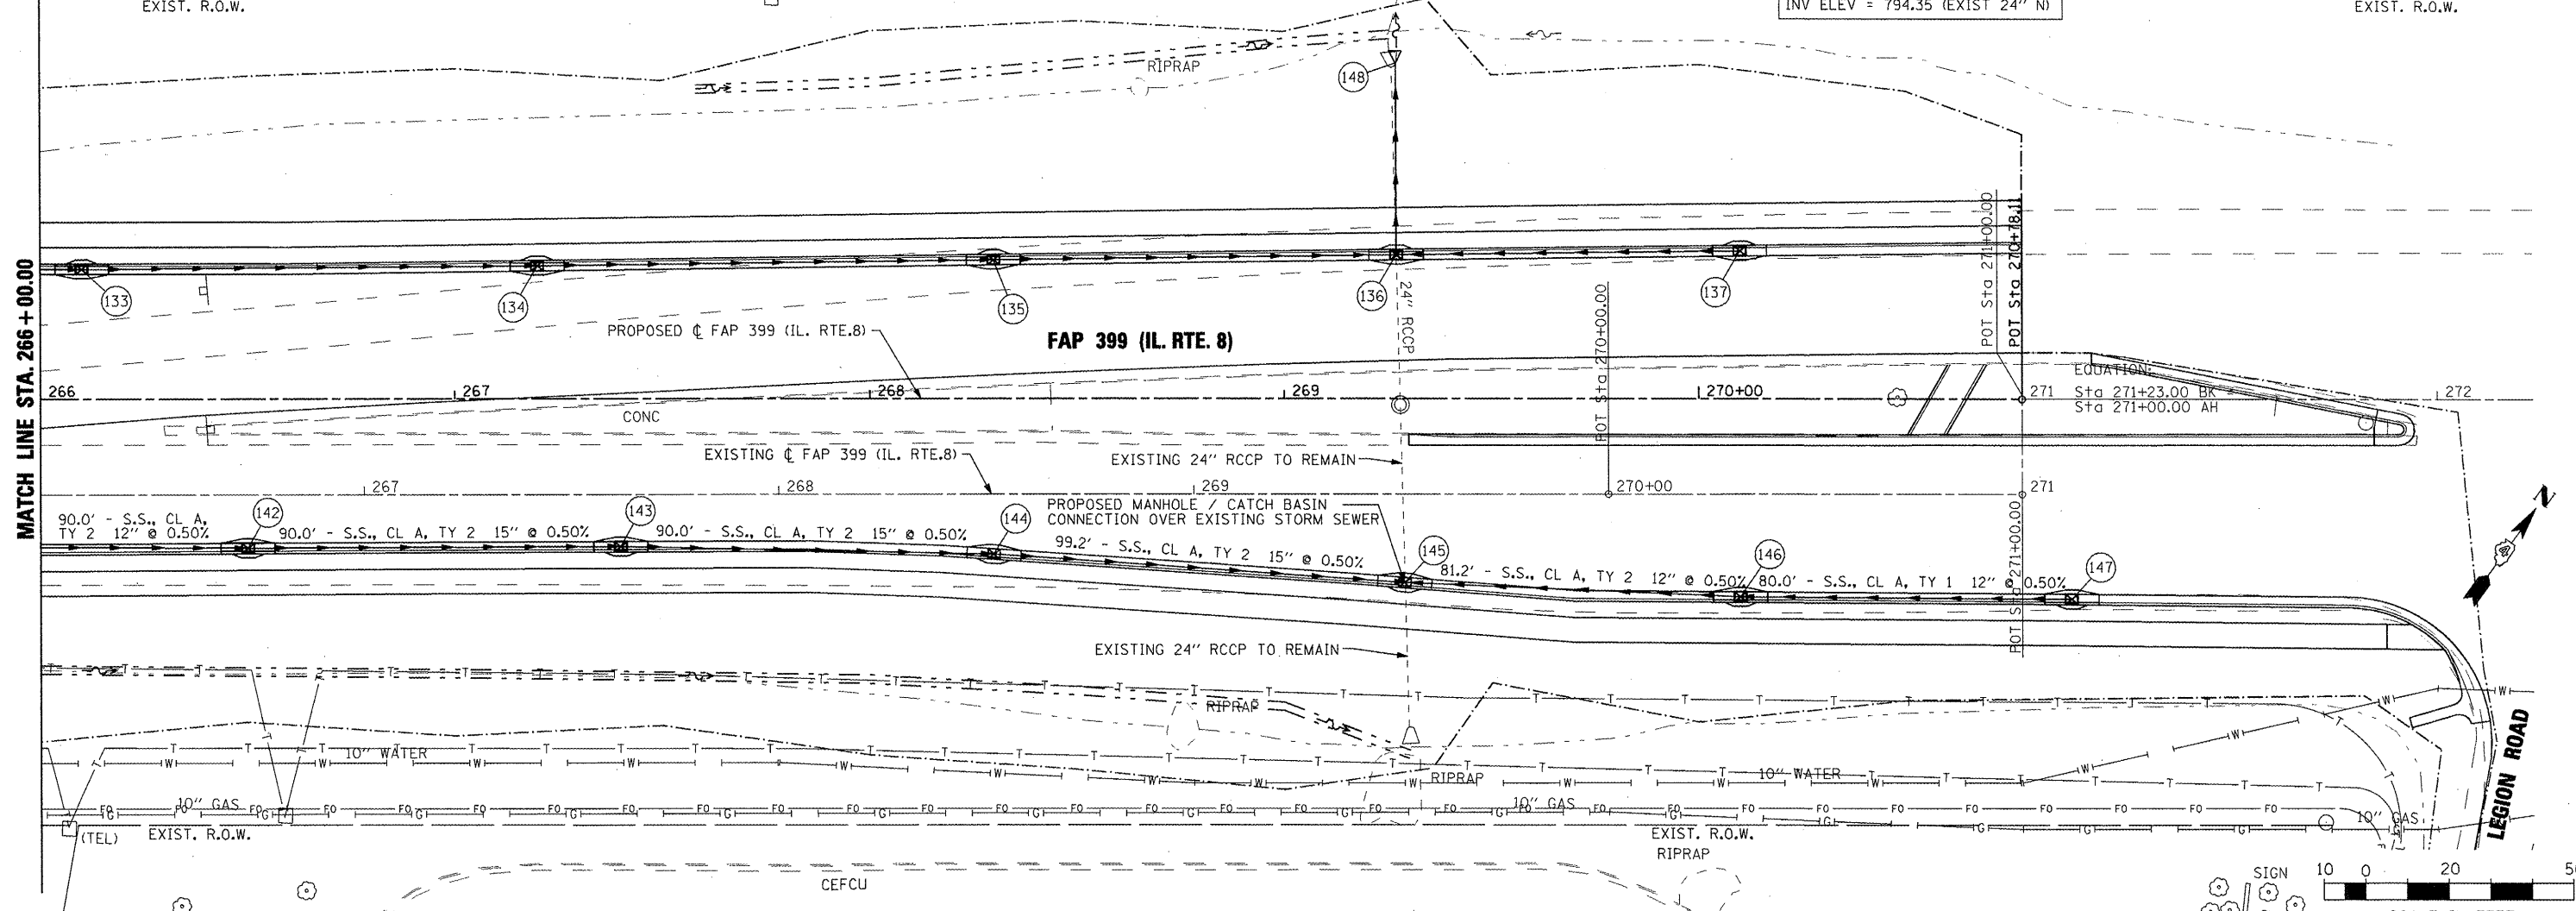 EXIST. R.O.W.
INV ELEV = 794.35 (EXIST 24" N)
EXIST. R.O.W.
RIPRAP
148
POT Sta 271+00.00
POT Sta 270+78.11
MATCH LINE STA. 266+00.00
133
134
135
136
137
24" RCCP
POT Sta 270+00.00
PROPOSED ℄ FAP 399 (IL. RTE.8)
FAP 399 (IL. RTE. 8)
EQUATION:
Sta 271+23.00 BK =
Sta 271+00.00 AH
266
267
268
269
270+00
271
272
CONC
EXISTING ℄ FAP 399 (IL. RTE.8)
EXISTING 24" RCCP TO REMAIN
267
268
269
270+00
271
PROPOSED MANHOLE / CATCH BASIN
CONNECTION OVER EXISTING STORM SEWER
90.0' - S.S., CL A,
TY 2 12" @ 0.50%
142
90.0' - S.S., CL A, TY 2 15" @ 0.50%
143
90.0' - S.S., CL A, TY 2 15" @ 0.50%
144
99.2' - S.S., CL A, TY 2 15" @ 0.50%
145
81.2' - S.S., CL A, TY 2 12" @ 0.50%
146
80.0' - S.S., CL A, TY 1 12" @ 0.50%
147
POT Sta 271+00.00
N
EXISTING 24" RCCP TO REMAIN
RIPRAP
10" WATER
RIPRAP
10" WATER
10" GAS
10" GAS
10" GAS
(TEL)
EXIST. R.O.W.
EXIST. R.O.W.
RIPRAP
LEGION ROAD
CEFCU
SIGN
10 0 20